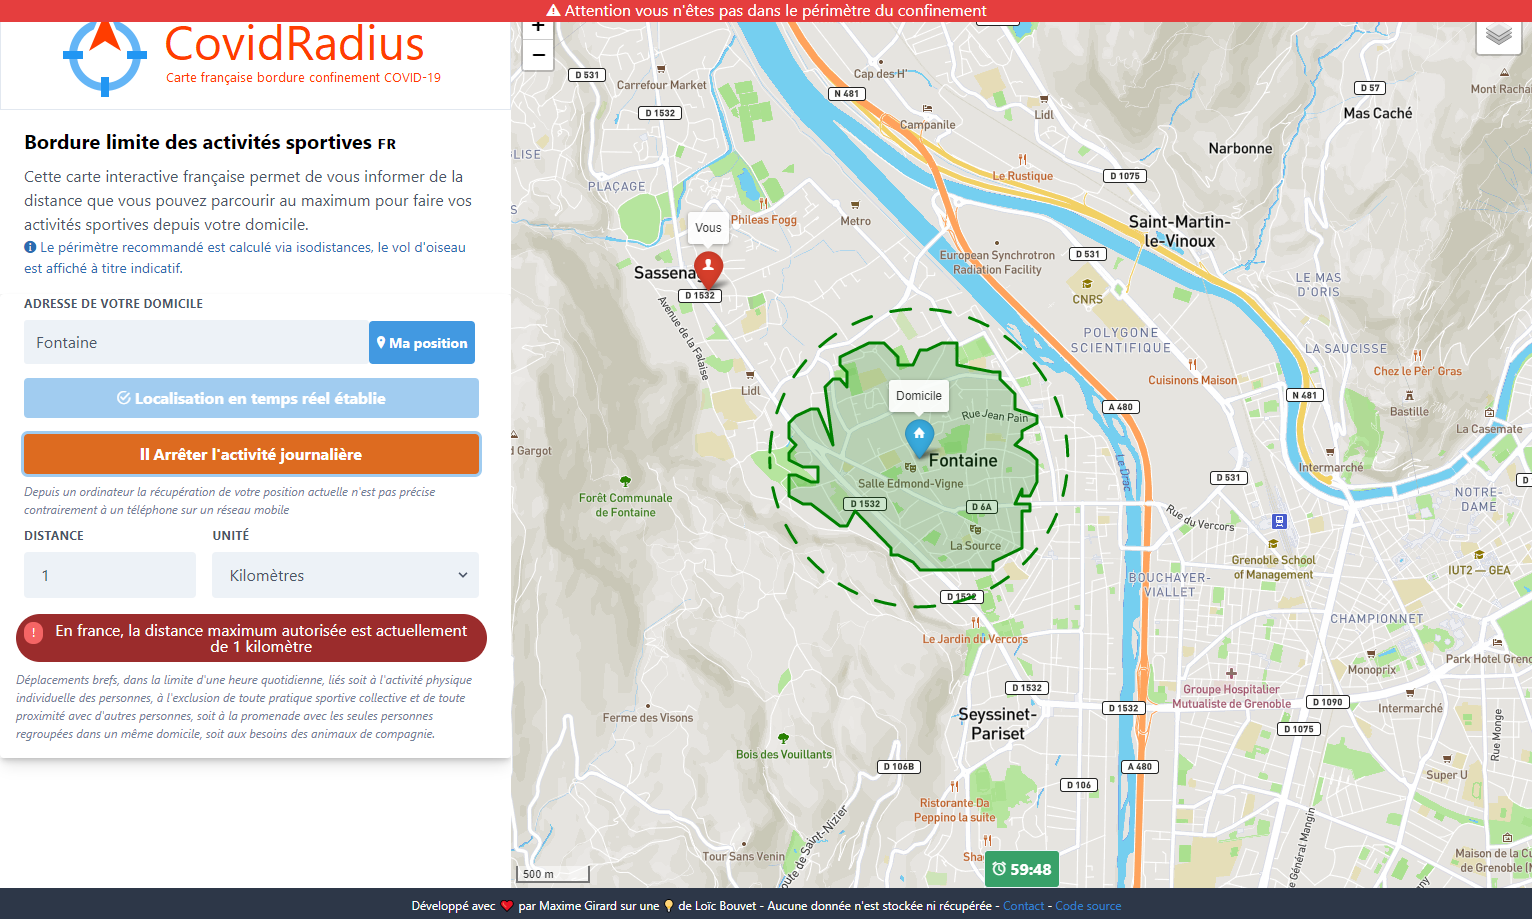 Attention vous n'êtes pas dans le périmètre du confinement
CovidRadius
Carte française bordure confinement COVID-19
Bordure limite des activités sportives FR
Cette carte interactive française permet de vous informer de la
distance que vous pouvez parcourir au maximum pour faire vos
activités sportives depuis votre domicile.
Le périmètre recommandé est calculé via isodistances, le vol d'oiseau
est affiché à titre indicatif.
ADRESSE DE VOTRE DOMICILE
Fontaine
Ma position
Localisation en temps réel établie
Arrêter l'activité journalière
Depuis un ordinateur la récupération de votre position actuelle n'est pas précise
contrairement à un téléphone sur un réseau mobile
DISTANCE
UNITÉ
1
Kilomètres
! En france, la distance maximum autorisée est actuellement
de 1 kilomètre
Déplacements brefs, dans la limite d'une heure quotidienne, liés soit à l'activité physique
individuelle des personnes, à l'exclusion de toute pratique sportive collective et de toute
proximité avec d'autres personnes, soit à la promenade avec les seules personnes
regroupées dans un même domicile, soit aux besoins des animaux de compagnie.
+
−
D 531
Carrefour Market
D 1532
Cap des H'
N 481
Campanile
Lidl
D 57
Mont Rachai
Mas Caché
Narbonne
LISE
PLAÇAGE
Phileas Fogg
Metro
Le Rustique
D 1075
Saint-Martin-
le-Vinoux
S
Vous
Sassenag
D 1532
European Synchrotron
Radiation Facility
D 531
CNRS
LE MAS
D'ORIS
Avenue de la Falaise
POLYGONE
SCIENTIFIQUE
LA SAUCISSE
Chez le Pèr' Gras
Lidl
Cuisinons Maison
N 481
Bastille
Domicile
Rue Jean Pain
A 480
La Casemate
d Gargot
Fontaine
Salle Edmond-Vigne
Le Drac
Intermarché
D 531
D
Forêt Communale
de Fontaine
D 1532
D 6A
Rue du Vercors
NOTRE-
DAME
La Source
Grenoble School
of Management
IUT2 — GEA
BOUCHAYER-
VIALLET
D 1532
CHAMPIONNET
Le Jardin du Vercors
Monoprix
Park Hotel Greno
D 1532
Groupe Hospitalier
Mutualiste de Grenoble
D 1090
Intermarché
D 1532
Ferme des Visons
Seyssinet-
Pariset
D 1075
Rue Monge
Bois des Vouillants
D 106B
A 480
Super U
D 106
Ristorante Da
Peppino la suite
oute de Saint-Nizier
Général Mangin
Tour Sans Venin
Sha
Maison de la Cu
de Grenoble (M
59:48
500 m
Développé avec ❤ par Maxime Girard sur une 💡 de Loïc Bouvet - Aucune donnée n'est stockée ni récupérée - Contact - Code source